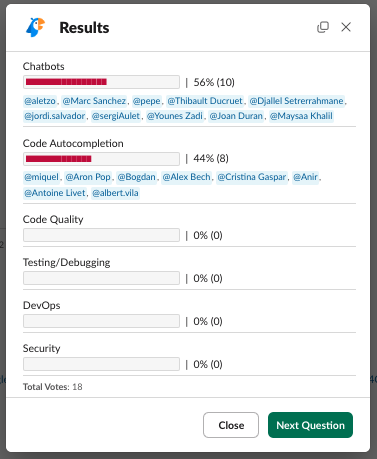 Results
Chatbots
| 56% (10)
@aletzo, @Marc Sanchez, @pepe, @Thibault Ducruet, @Djallel Setrerrahmane,
@jordi.salvador, @sergiAulet, @Younes Zadi, @Joan Duran, @Maysaa Khalil
Code Autocompletion
| 44% (8)
@miquel, @Aron Pop, @Bogdan, @Alex Bech, @Cristina Gaspar, @Anir,
@Antoine Livet, @albert.vila
Code Quality
| 0% (0)
Testing/Debugging
| 0% (0)
DevOps
| 0% (0)
Security
| 0% (0)
Total Votes: 18
Close
Next Question